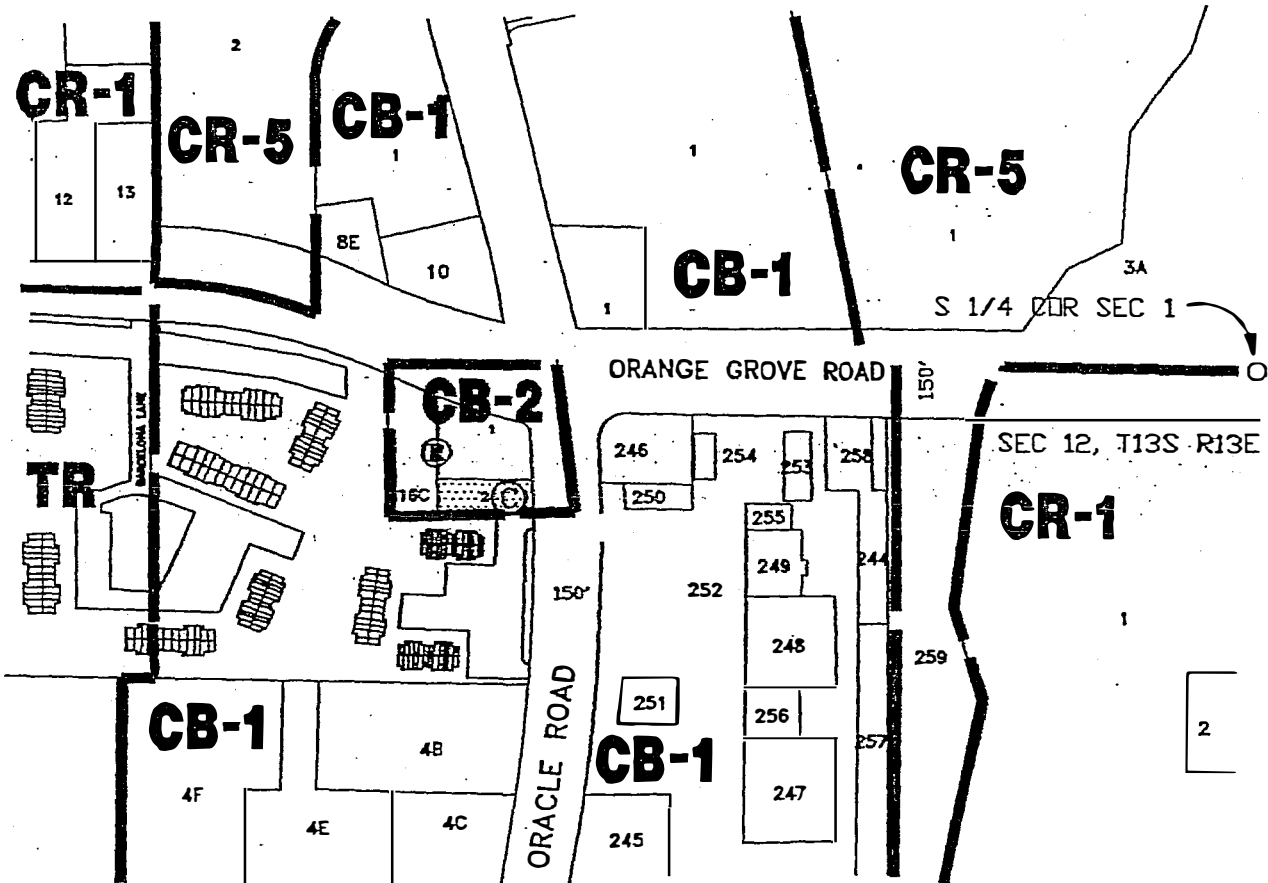 2
CR-1
CR-5
CB-1
1
1
CR-5
12
13
8E
10
1
CB-1
1
3A
S 1/4 COR SEC 1
ORANGE GROVE ROAD
150'
CB-2
1
BARCELONA LANE
TR
R
16C
2
C
246
254
253
258
250
SEC 12, T13S R13E
CR-1
255
249
244
252
150'
248
259
1
251
256
257
2
CB-1
4B
CB-1
ORACLE ROAD
4F
4E
4C
247
245